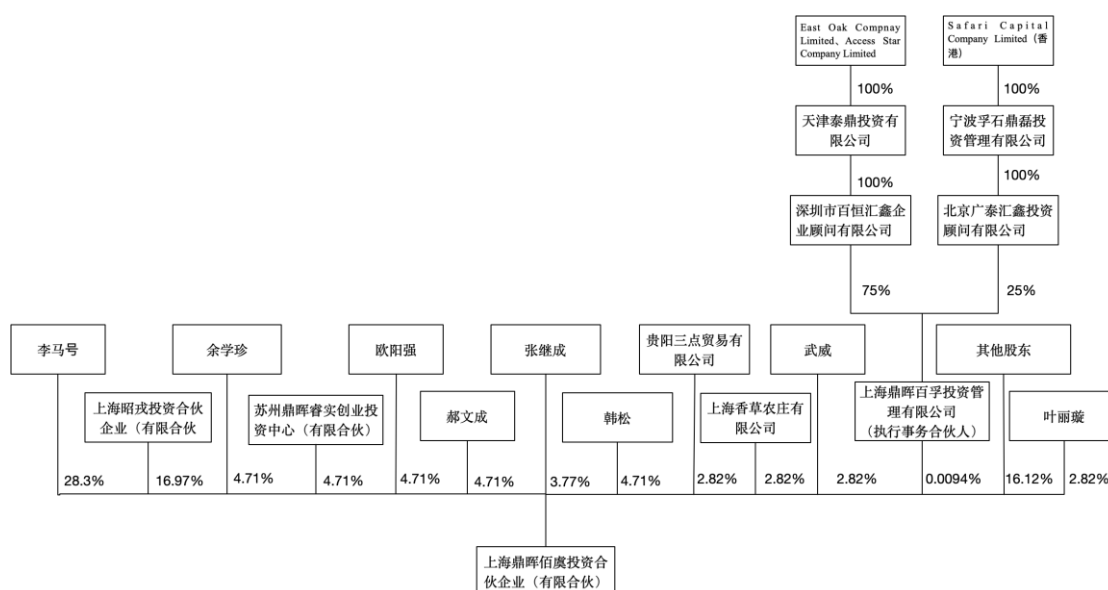 East Oak Compnay
Limited、Access Star
Company Limited
Safari Capital
Company Limited（香
港）
100%
100%
天津泰鼎投资有
限公司
宁波孚石鼎磊投
资管理有限公司
100%
100%
深圳市百恒汇鑫企
业顾问有限公司
北京广泰汇鑫投资
顾问有限公司
75%
25%
李马号
余学珍
欧阳强
张继成
贵阳三点贸易有
限公司
武威
其他股东
上海昭戎投资合伙
企业（有限合伙
苏州鼎晖睿实创业投
资中心（有限合伙）
郝文成
韩松
上海香草农庄有
限公司
上海鼎晖百孚投资管
理有限公司
（执行事务合伙人）
叶丽璇
28.3%
16.97%
4.71%
4.71%
4.71%
4.71%
3.77%
4.71%
2.82%
2.82%
2.82%
0.0094%
16.12%
2.82%
上海鼎晖佰虞投资合
伙企业（有限合伙）